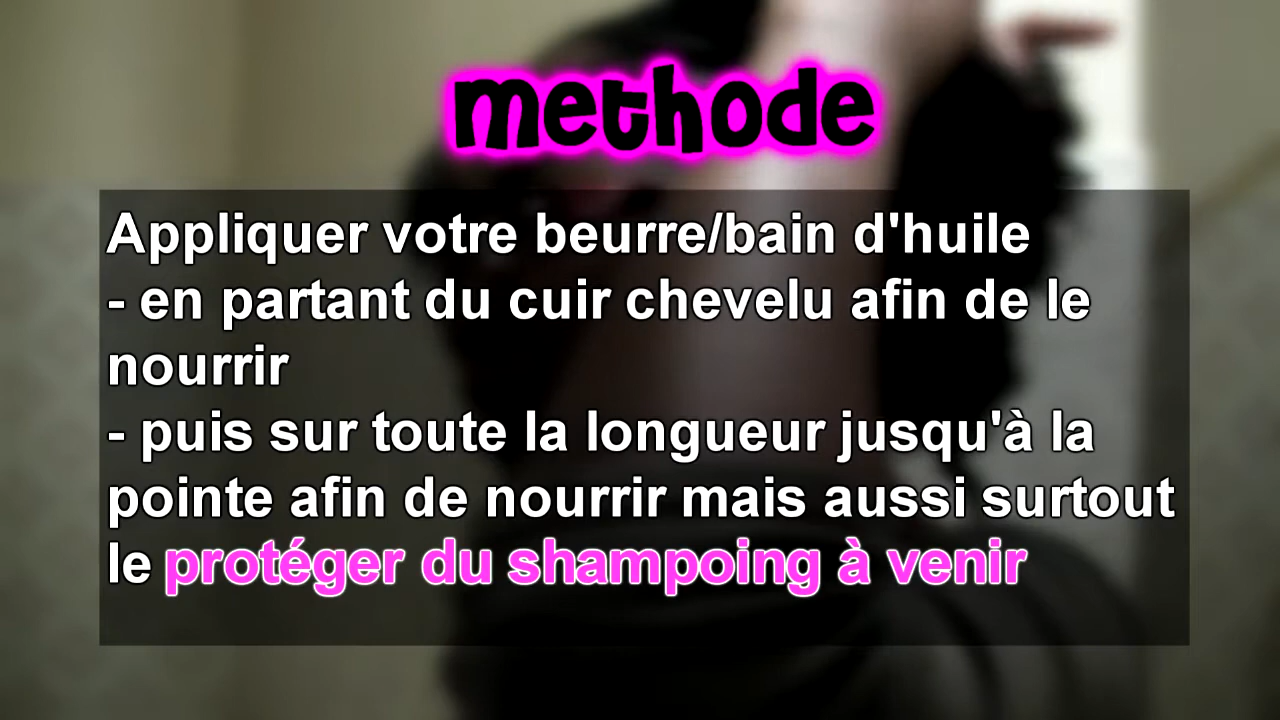 methode
Appliquer votre beurre/bain d'huile
- en partant du cuir chevelu afin de le
nourrir
- puis sur toute la longueur jusqu'à la
pointe afin de nourrir mais aussi surtout
le protéger du shampoing à venir